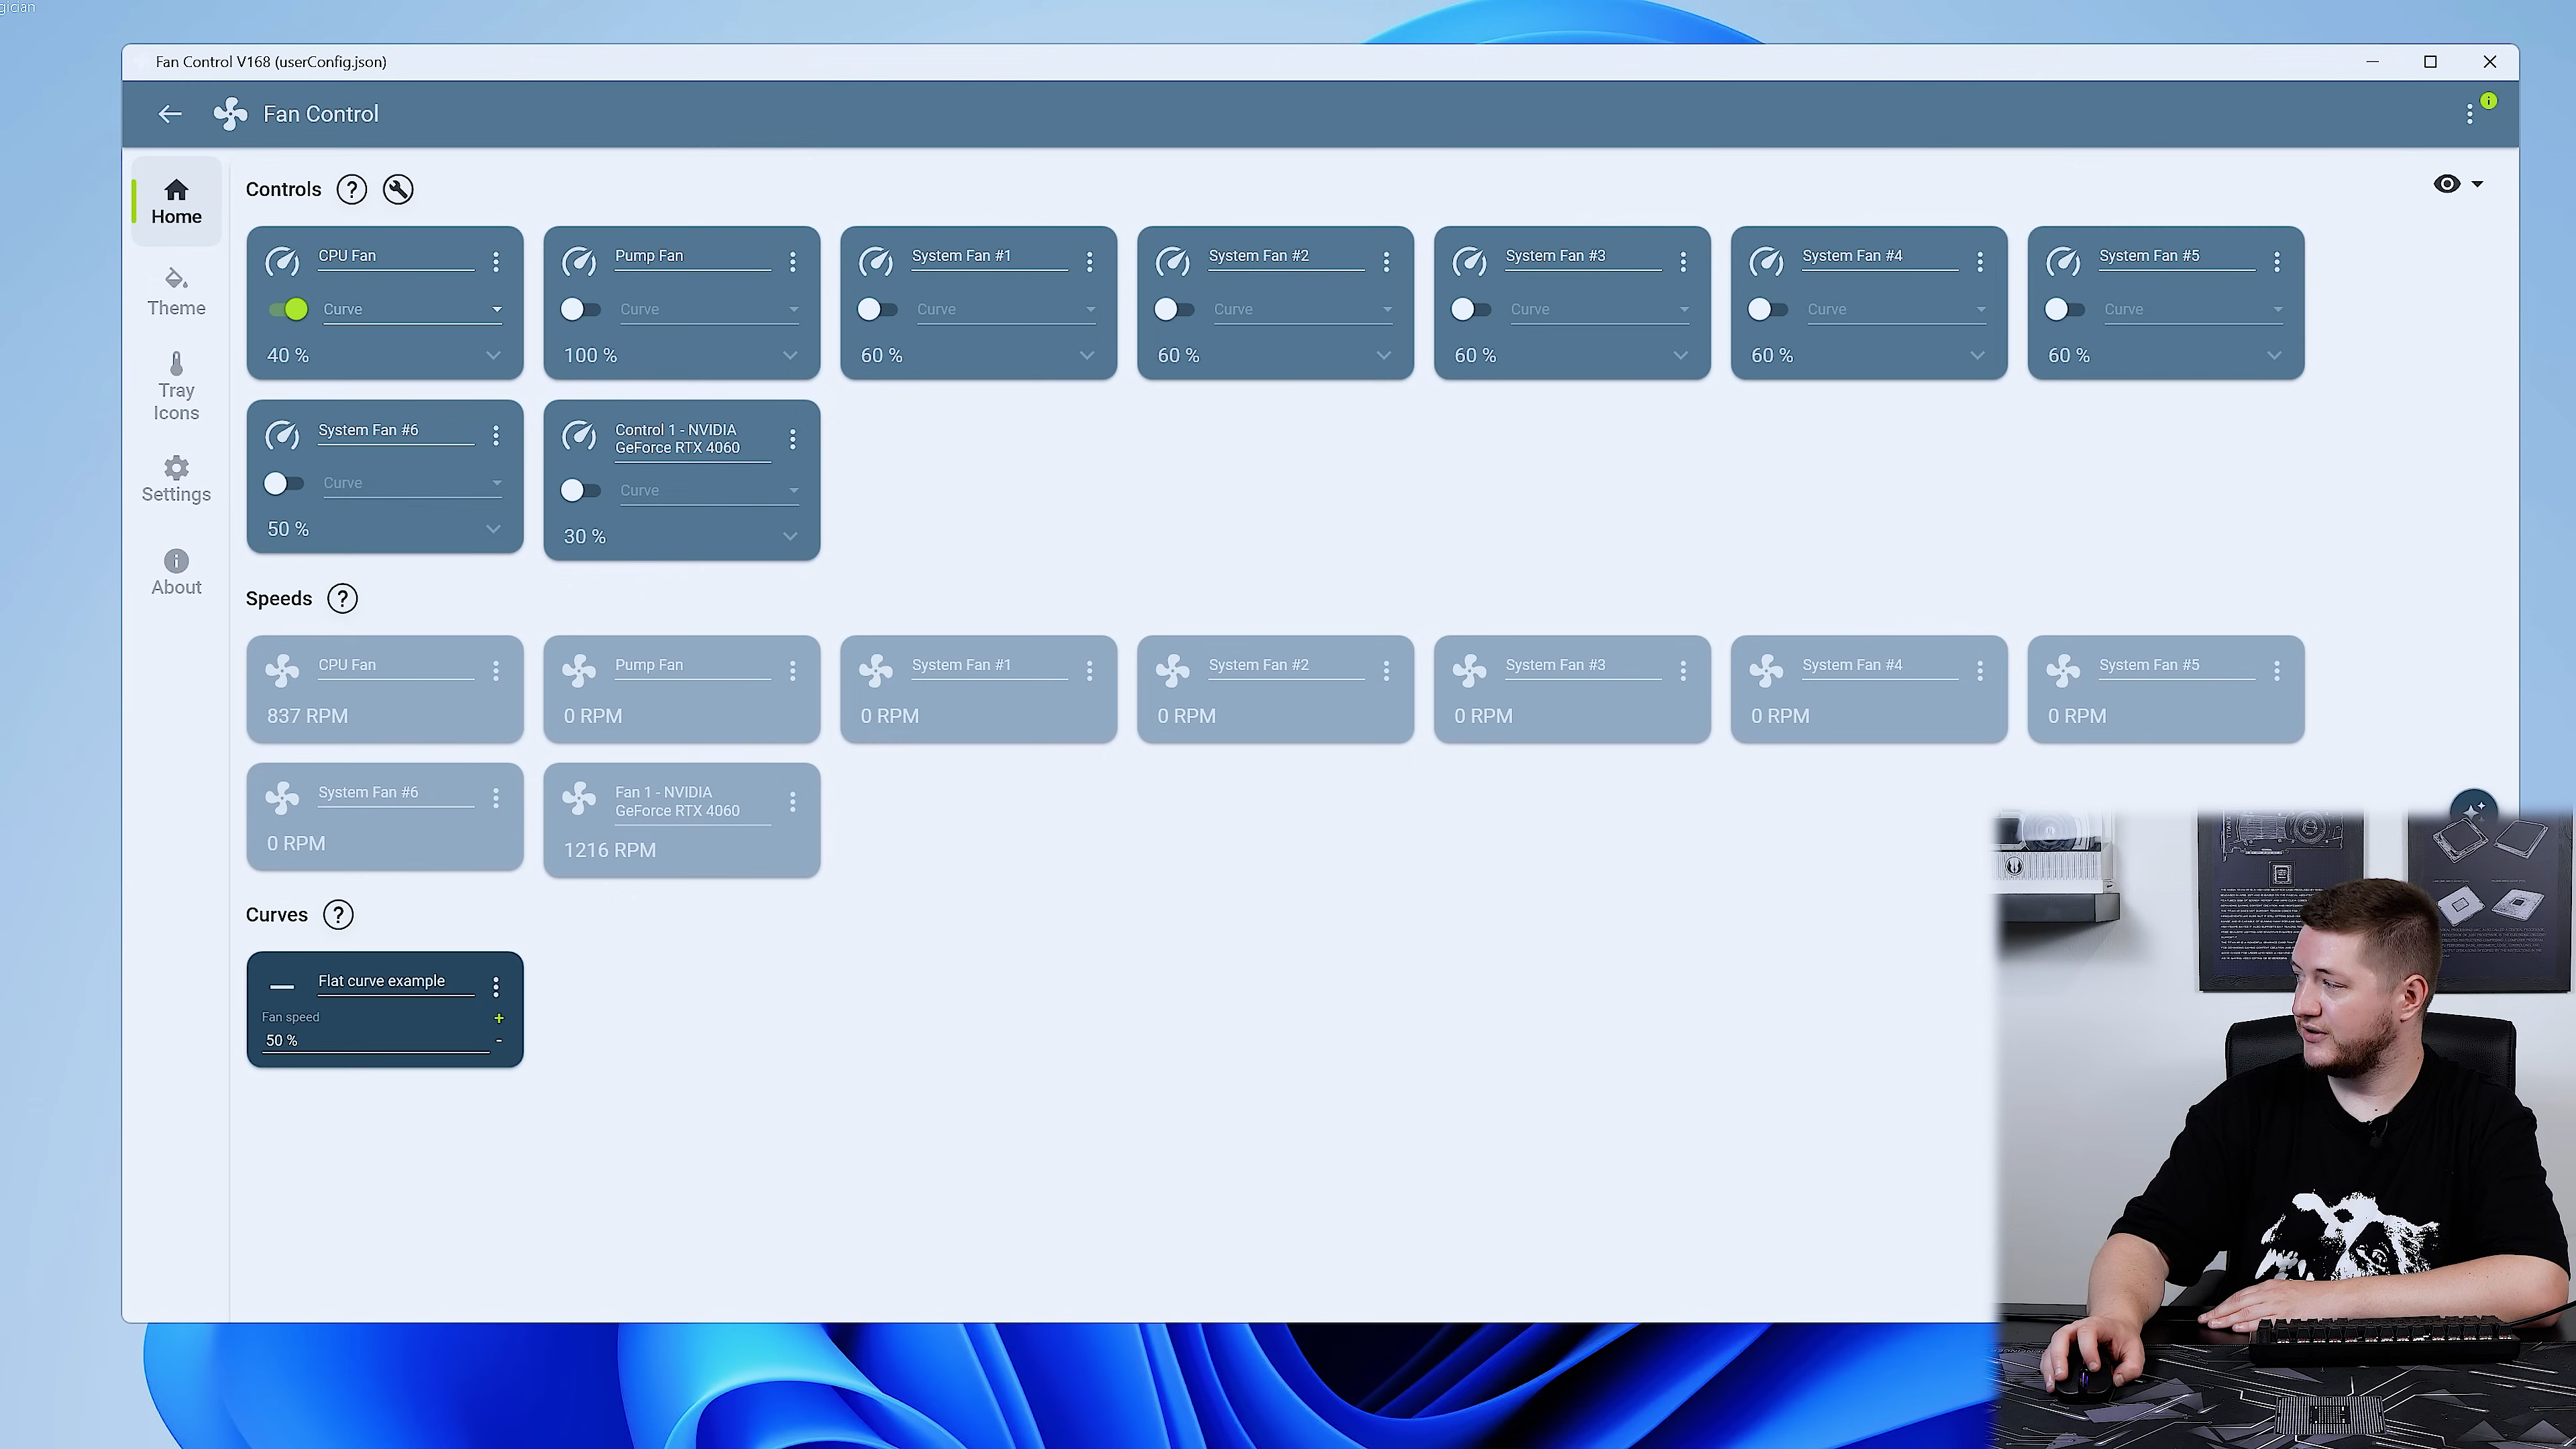 gician
Fan Control V168 (userConfig.json)
Fan Control
Home
Theme
Tray
Icons
Settings
About
Controls
CPU Fan
Curve
40 %
Pump Fan
Curve
100 %
System Fan #1
Curve
60 %
System Fan #2
Curve
60 %
System Fan #3
Curve
60 %
System Fan #4
Curve
60 %
System Fan #5
Curve
60 %
System Fan #6
Curve
50 %
Control 1 - NVIDIA
GeForce RTX 4060
Curve
30 %
Speeds
CPU Fan
837 RPM
Pump Fan
0 RPM
System Fan #1
0 RPM
System Fan #2
0 RPM
System Fan #3
0 RPM
System Fan #4
0 RPM
System Fan #5
0 RPM
System Fan #6
0 RPM
Fan 1 - NVIDIA
GeForce RTX 4060
1216 RPM
Curves
Flat curve example
Fan speed
+
50 %
-